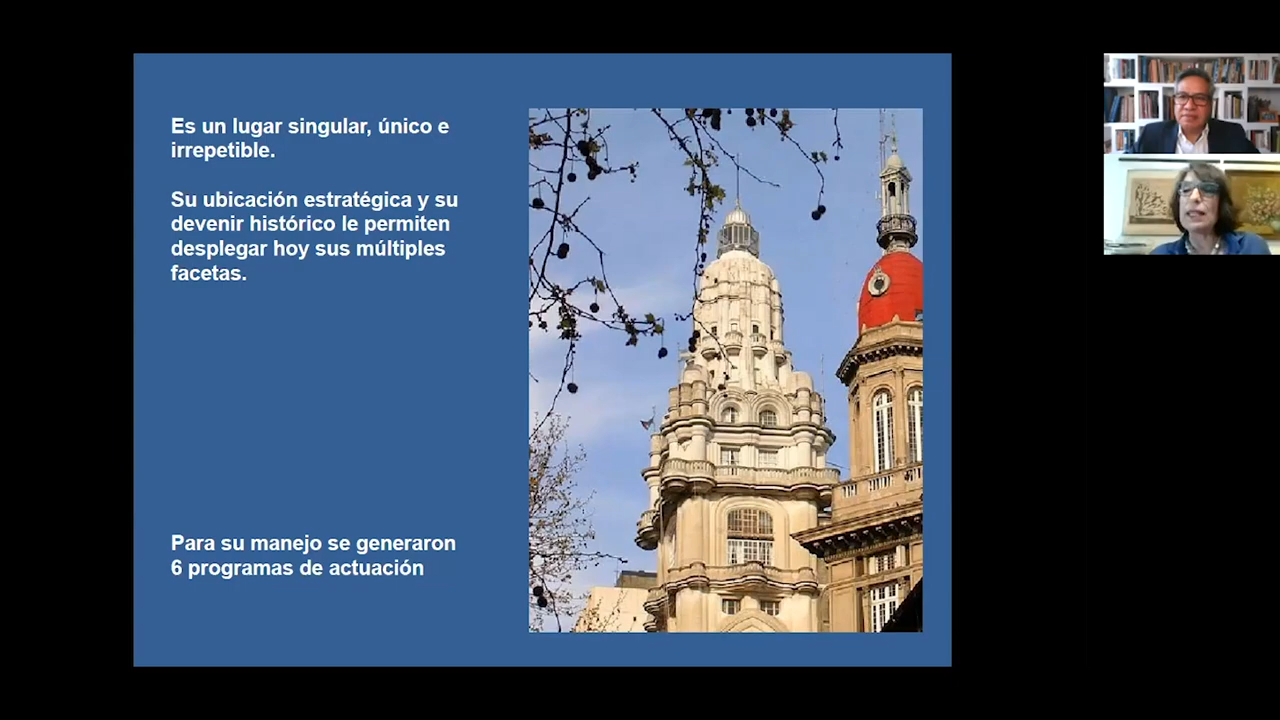 Es un lugar singular, único e
irrepetible.
Su ubicación estratégica y su
devenir histórico le permiten
desplegar hoy sus múltiples
facetas.
Para su manejo se generaron
6 programas de actuación